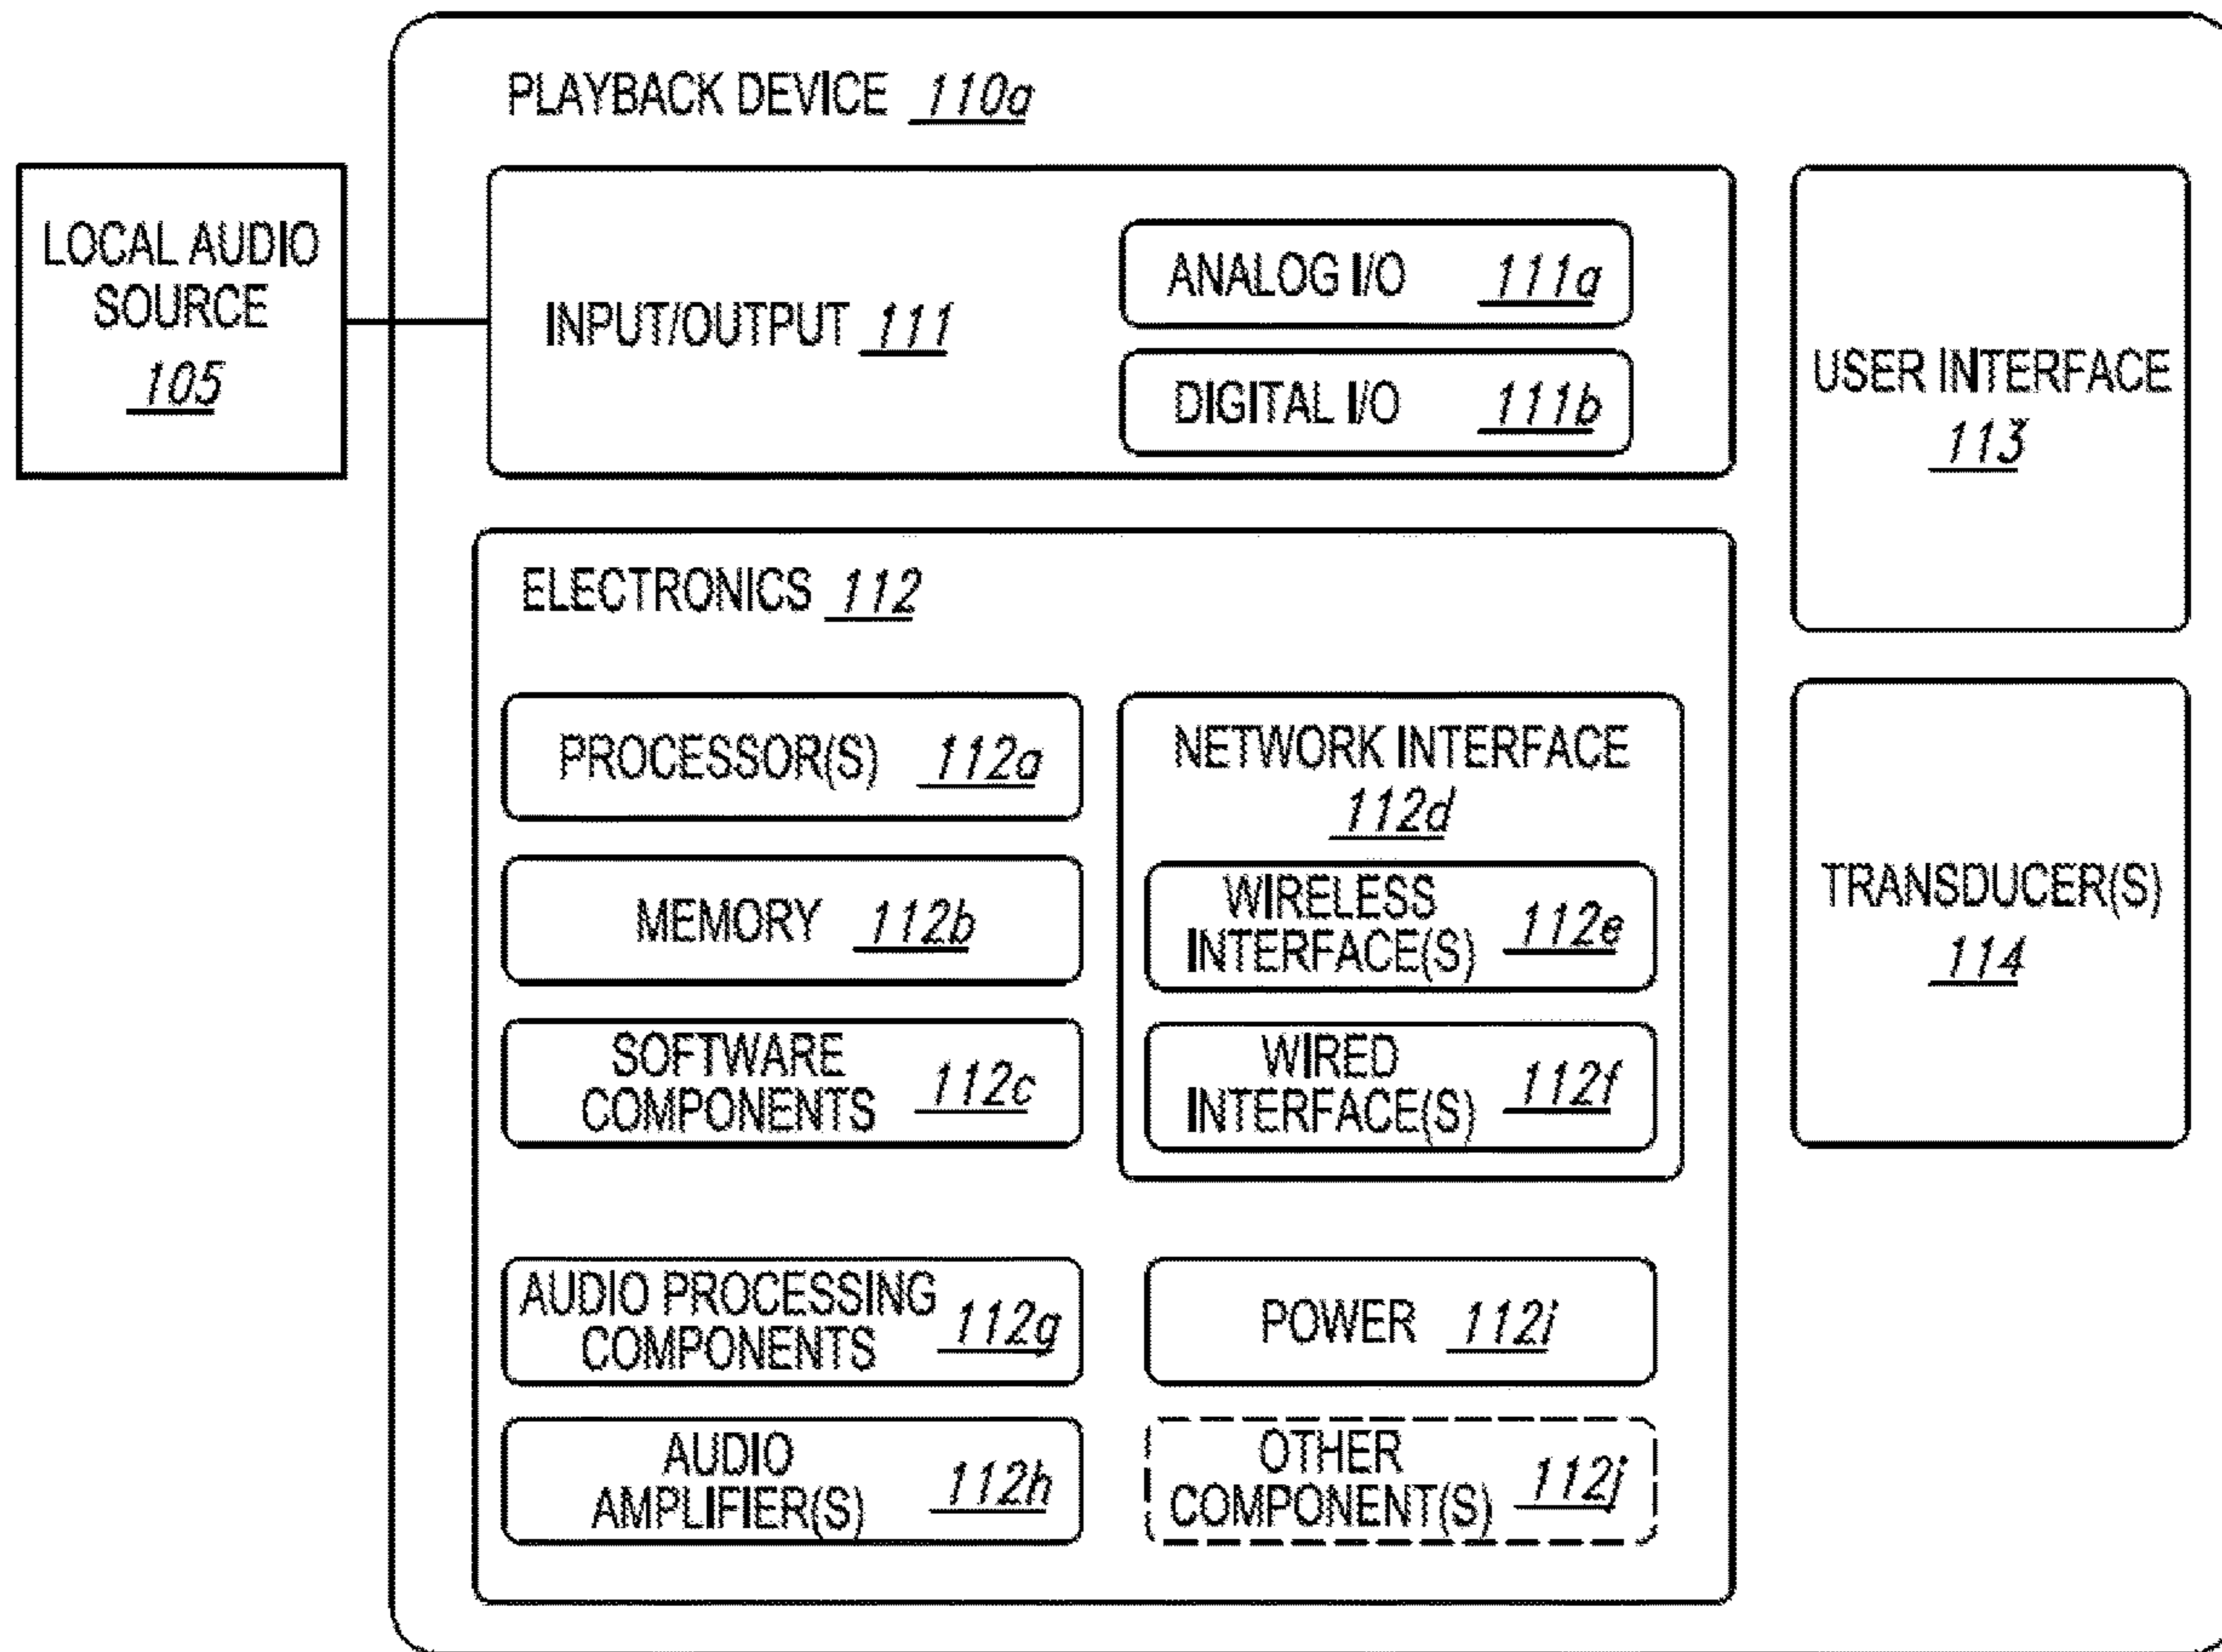 PLAYBACK DEVICE 110a
LOCAL AUDIO
SOURCE
105
INPUT/OUTPUT 111
ANALOG I/O 111a
DIGITAL I/O 111b
USER INTERFACE
113
ELECTRONICS 112
PROCESSOR(S) 112a
MEMORY 112b
SOFTWARE
COMPONENTS 112c
NETWORK INTERFACE
112d
WIRELESS
INTERFACE(S) 112e
WIRED
INTERFACE(S) 112f
TRANSDUCER(S)
114
AUDIO PROCESSING
COMPONENTS 112g
POWER 112i
AUDIO
AMPLIFIER(S) 112h
OTHER
COMPONENT(S) 112j